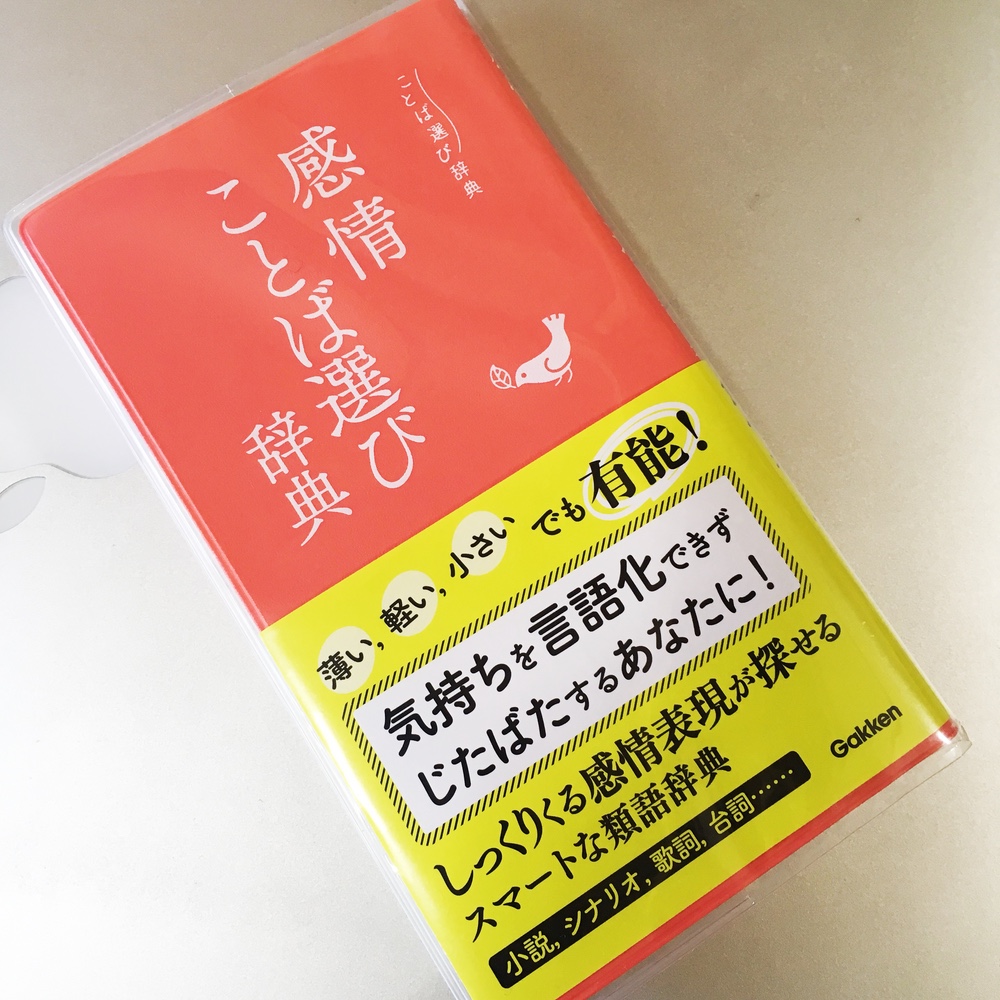 ことば選び辞典
感情
ことば選び
辞典
薄い, 軽い, 小さい でも 有能!
気持ちを言語化できず
じたばたするあなたに!
しっくりくる感情表現が探せる
スマートな類語辞典
小説, シナリオ, 歌詞, 台詞……
Gakken